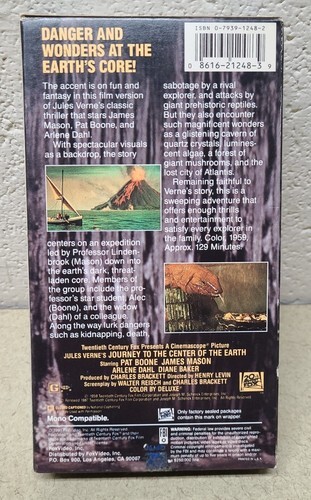 DANGER AND
WONDERS AT THE
EARTH'S CORE!
ISBN 0-7939-1248-2
0 8616-21248-3 9
The accent is on fun and
fantasy in this film version
of Jules Verne's classic
thriller that stars James
Mason, Pat Boone, and
Arlene Dahl.
With spectacular visuals
as a backdrop, the story
centers on an expedition
led by Professor Linden-
brook (Mason) down into
the earth's dark, threat-
laden core. Members of
the group include the pro-
fessor's star student, Alec
(Boone), and the widow
(Dahl) of a colleague.
Along the way lurk dangers
such as kidnapping, death,
sabotage by a rival
explorer, and attacks by
giant prehistoric reptiles.
But they also encounter
such magnificent wonders
as a glistening cavern of
quartz crystals, lumines-
cent algae, a forest of
giant mushrooms, and the
lost city of Atlantis.
Remaining faithful to
Verne's story, this is a
sweeping adventure that
offers enough thrills
and entertainment to
satisfy every explorer in
the family. Color, 1959,
Approx. 129 Minutes.
Twentieth Century Fox Presents A Cinemascope Picture
JULES VERNE'S JOURNEY TO THE CENTER OF THE EARTH
Starring PAT BOONE JAMES MASON
ARLENE DAHL DIANE BAKER
Produced by CHARLES BRACKETT Directed by HENRY LEVIN
Screenplay by WALTER REISCH and CHARLES BRACKETT
COLOR BY DELUXE
G
FOX
VIDEO
Mono Compatible.
Only factory sealed packages
contain this mark on wrapper
Distributed by FoxVideo, Inc.
P.O. Box 900, Los Angeles, CA 90067
WARNING